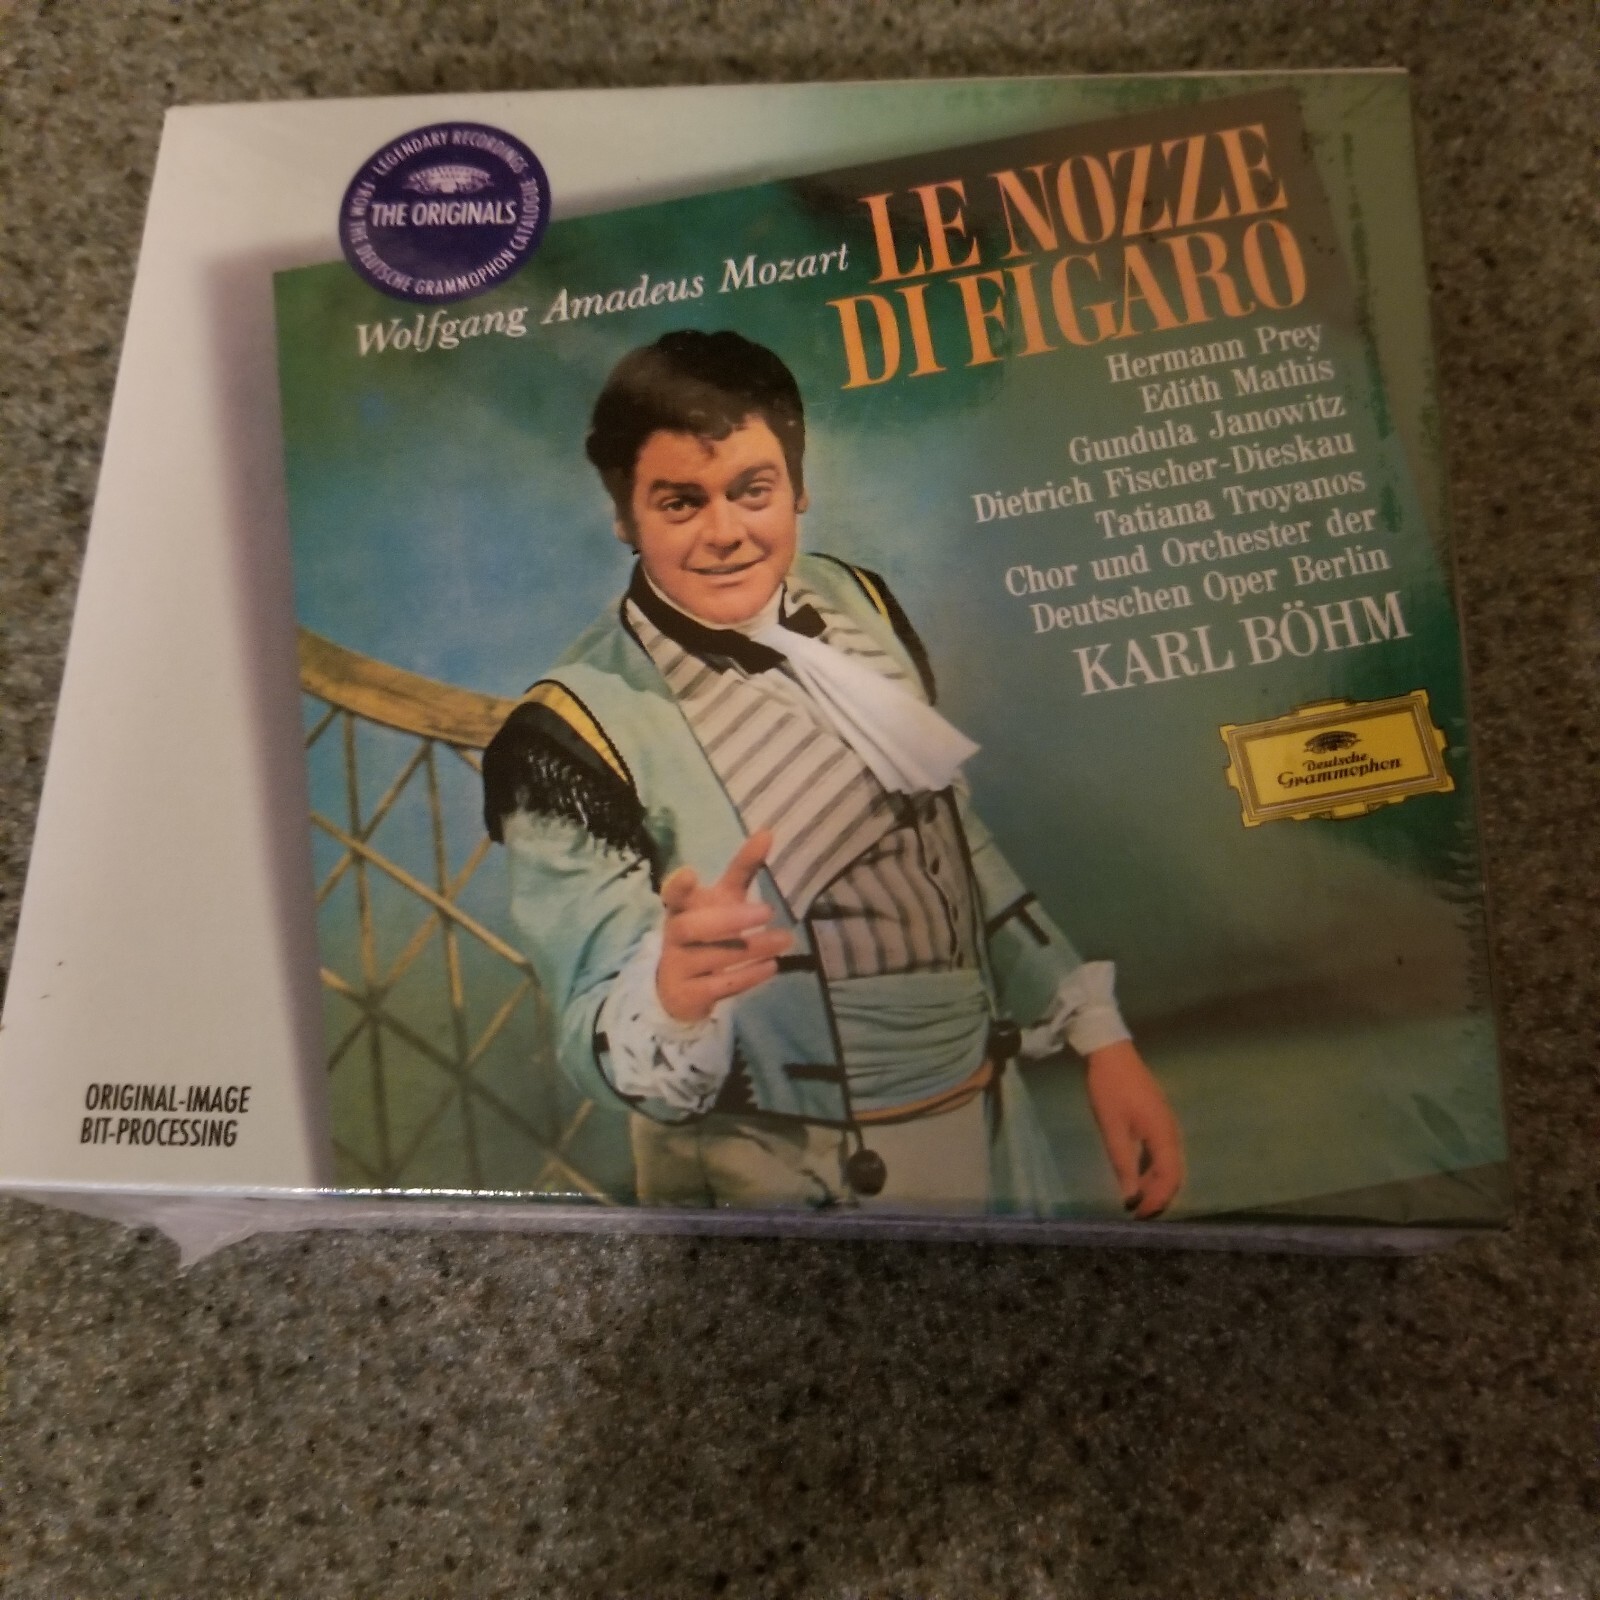 LEGENDARY RECORDINGS
THE ORIGINALS
FROM THE DEUTSCHE GRAMMOPHON CATALOGUE
Wolfgang Amadeus Mozart
LE NOZZE
DI FIGARO
Hermann Prey
Edith Mathis
Gundula Janowitz
Dietrich Fischer-Dieskau
Tatiana Troyanos
Chor und Orchester der
Deutschen Oper Berlin
KARL BÖHM
Deutsche
Grammophon
ORIGINAL-IMAGE
BIT-PROCESSING